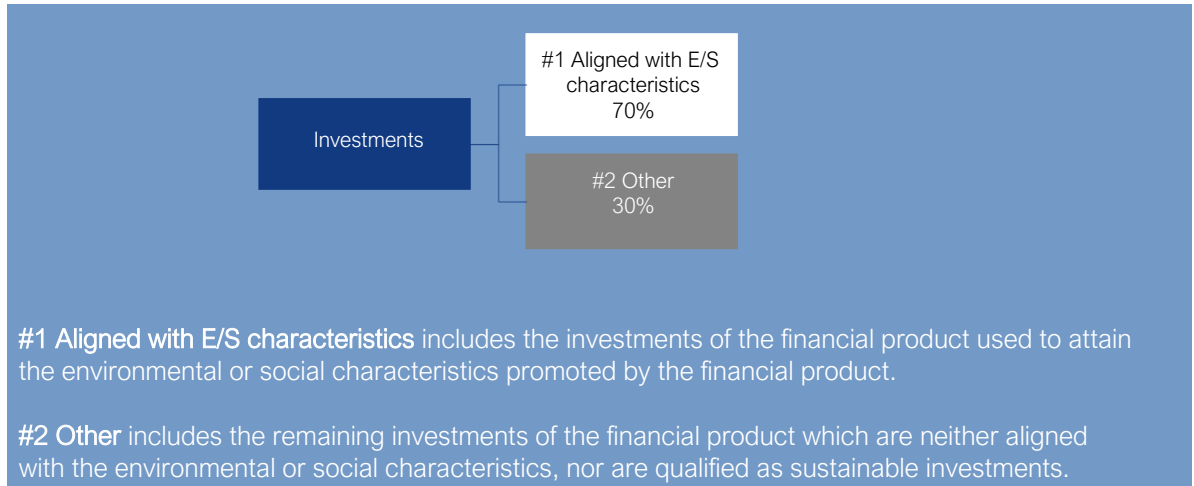 #1 Aligned with E/S
characteristics
70%
Investments
#2 Other
30%
#1 Aligned with E/S characteristics includes the investments of the financial product used to attain
the environmental or social characteristics promoted by the financial product.
#2 Other includes the remaining investments of the financial product which are neither aligned
with the environmental or social characteristics, nor are qualified as sustainable investments.